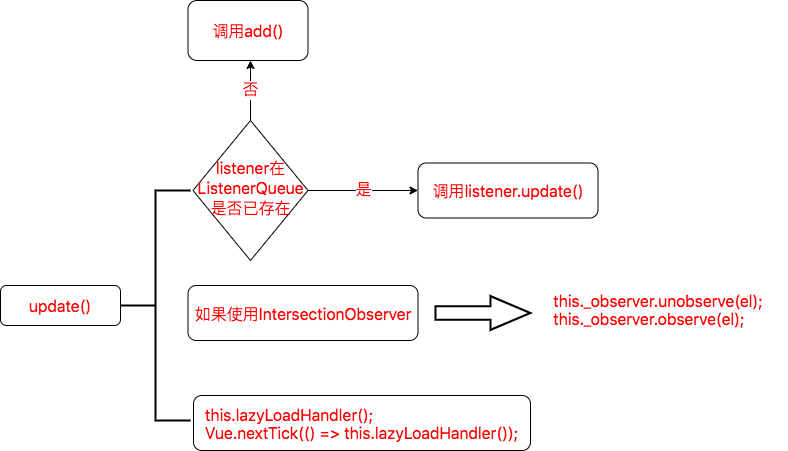 调用add()
否
listener在
ListenerQueue
是否已存在
是
调用listener.update()
update()
如果使用IntersectionObserver
this._observer.unobserve(el);
this._observer.observe(el);
this.lazyLoadHandler();
Vue.nextTick(() => this.lazyLoadHandler());